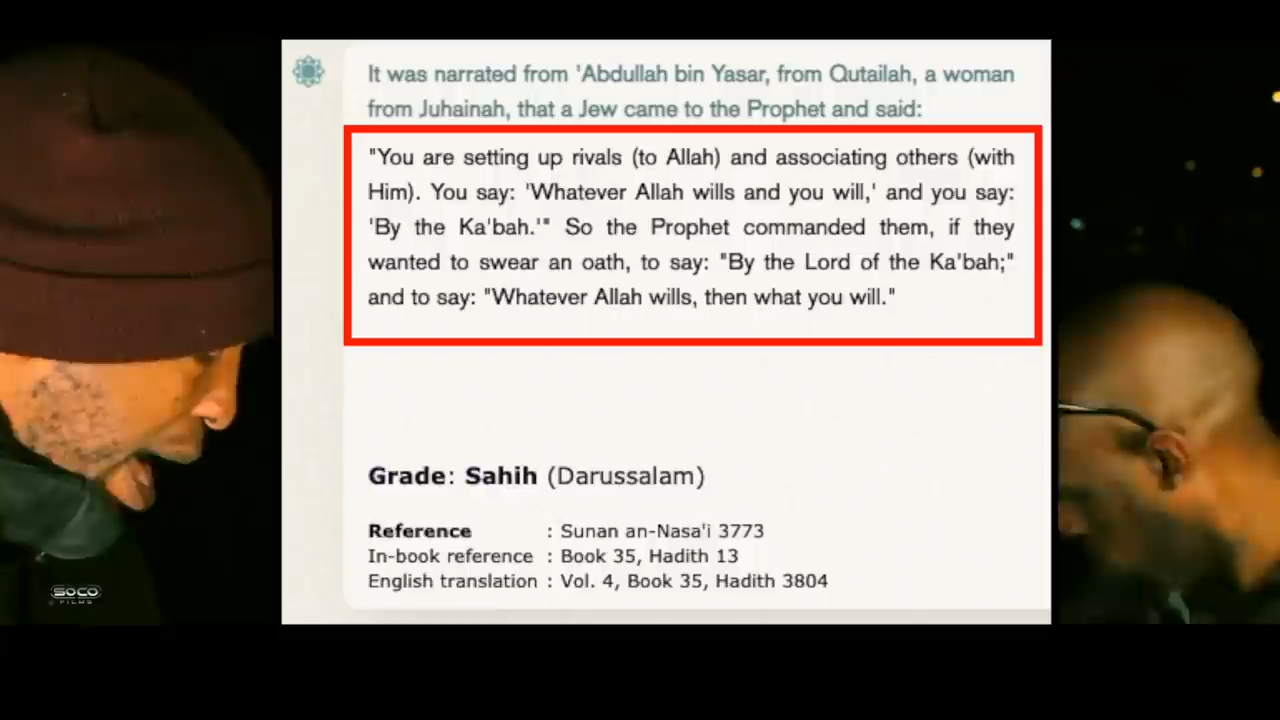 It was narrated from 'Abdullah bin Yasar, from Qutailah, a woman
from Juhainah, that a Jew came to the Prophet and said:
"You are setting up rivals (to Allah) and associating others (with
Him). You say: 'Whatever Allah wills and you will,' and you say:
'By the Ka'bah.'" So the Prophet commanded them, if they
wanted to swear an oath, to say: "By the Lord of the Ka'bah;"
and to say: "Whatever Allah wills, then what you will."
Grade: Sahih (Darussalam)
Reference : Sunan an-Nasa'i 3773
In-book reference : Book 35, Hadith 13
English translation : Vol. 4, Book 35, Hadith 3804
SOCO
FILMS